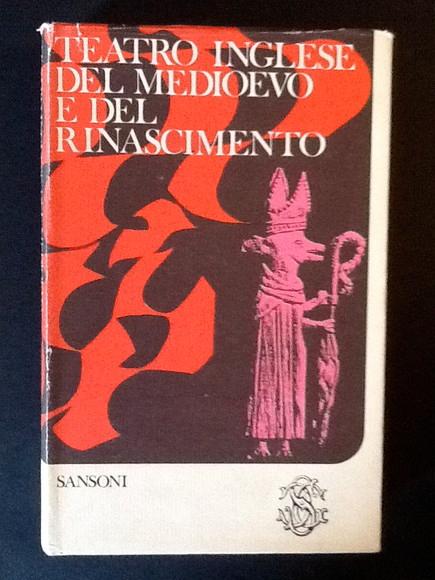 TEATRO INGLESE
DEL MEDIOEVO
E DEL
RINASCIMENTO
SANSONI